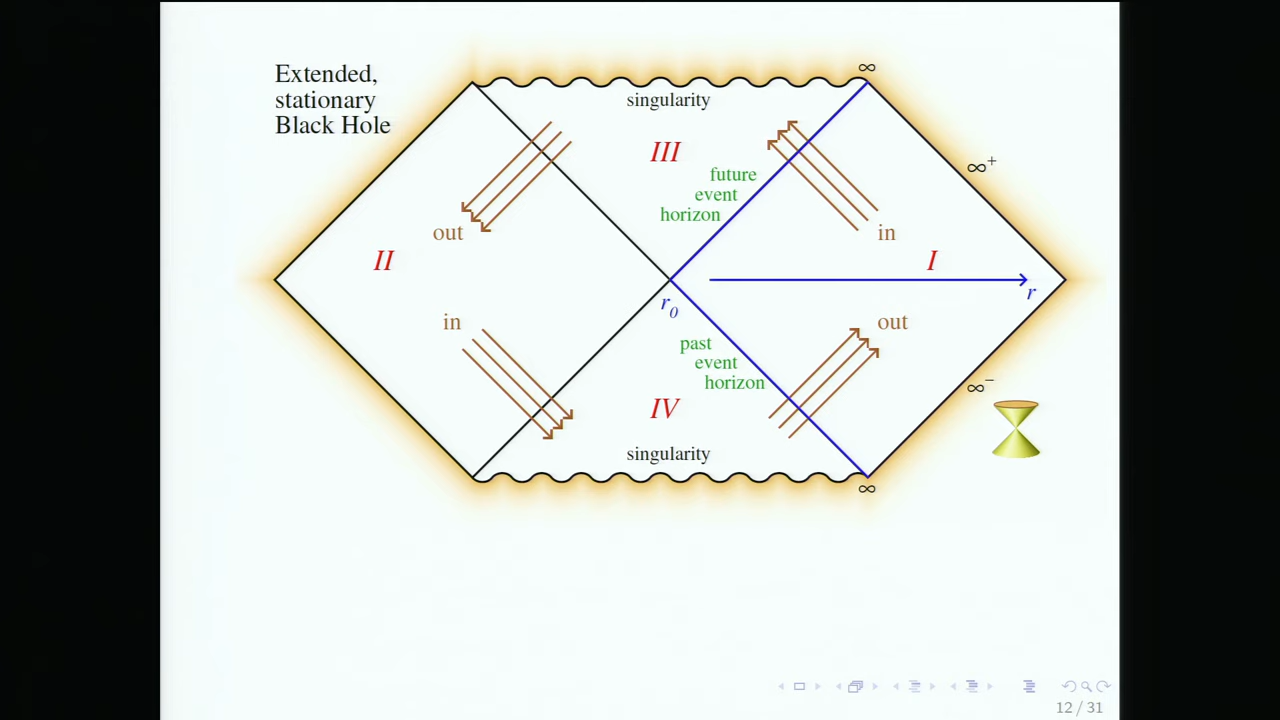 Extended,
stationary
Black Hole
∞
singularity
III
future
event
horizon
∞⁺
out
in
II
I
r₀
r
in
out
past
event
horizon
∞⁻
IV
singularity
∞
12 / 31